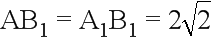 AB₁ = A₁B₁ = 2√2